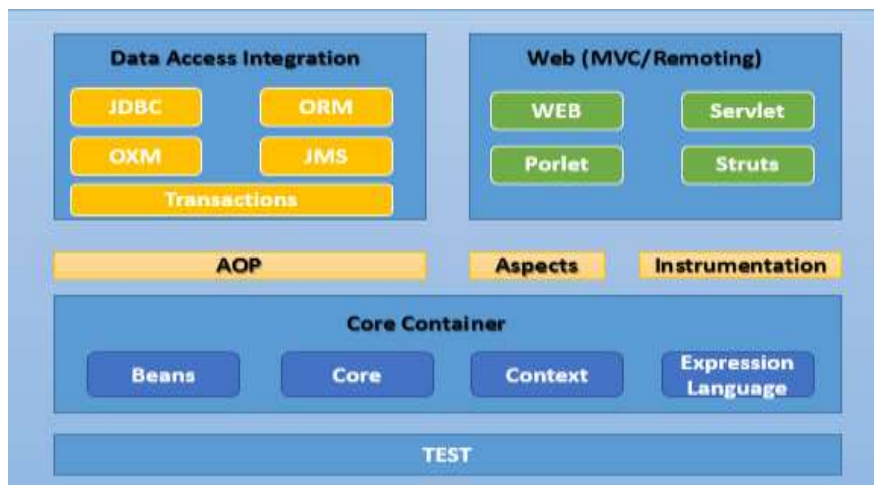 Data Access Integration
JDBC
ORM
OXM
JMS
Transactions
Web (MVC/Remoting)
WEB
Servlet
Porlet
Struts
AOP
Aspects
Instrumentation
Core Container
Beans
Core
Context
Expression
Language
TEST